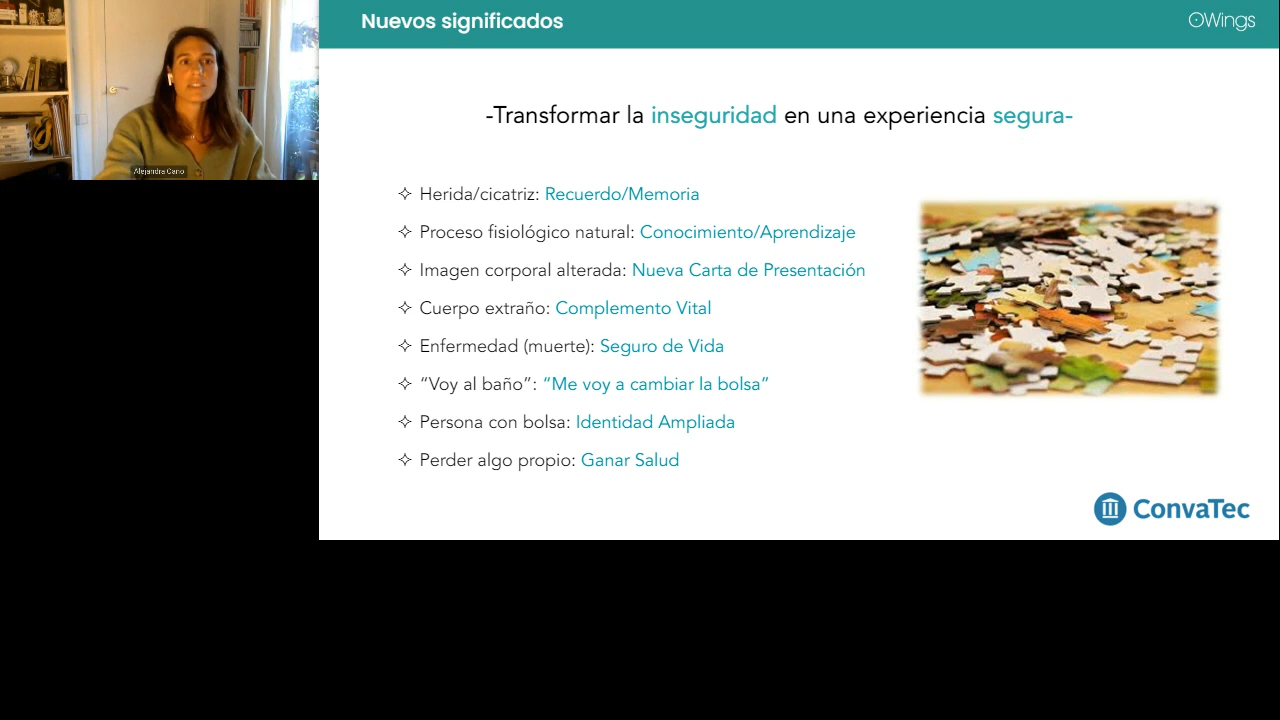 Nuevos significados
OWings
-Transformar la inseguridad en una experiencia segura-
Herida/cicatriz: Recuerdo/Memoria
Proceso fisiológico natural: Conocimiento/Aprendizaje
Imagen corporal alterada: Nueva Carta de Presentación
Cuerpo extraño: Complemento Vital
Enfermedad (muerte): Seguro de Vida
“Voy al baño”: “Me voy a cambiar la bolsa”
Persona con bolsa: Identidad Ampliada
Perder algo propio: Ganar Salud
ConvaTec
Alejandra Cano